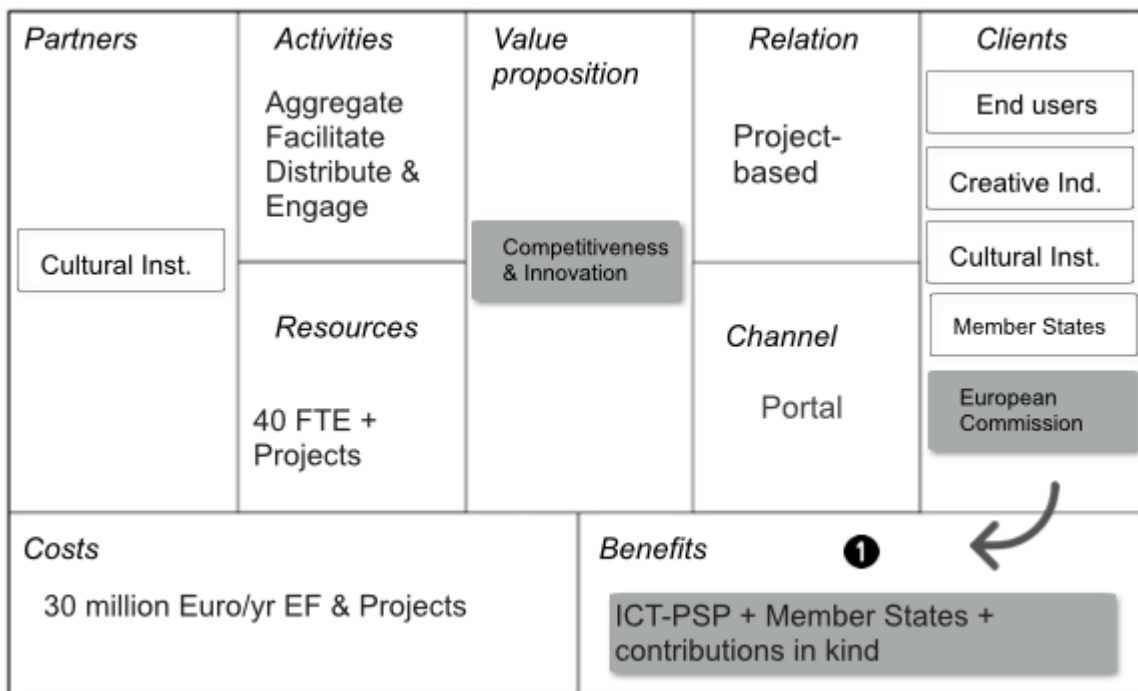 Partners
Cultural Inst.
Activities
Aggregate
Facilitate
Distribute &
Engage
Resources
40 FTE +
Projects
Value
proposition
Competitiveness
& Innovation
Relation
Project-
based
Channel
Portal
Clients
End users
Creative Ind.
Cultural Inst.
Member States
European
Commission
Costs
30 million Euro/yr EF & Projects
Benefits
1
ICT-PSP + Member States +
contributions in kind